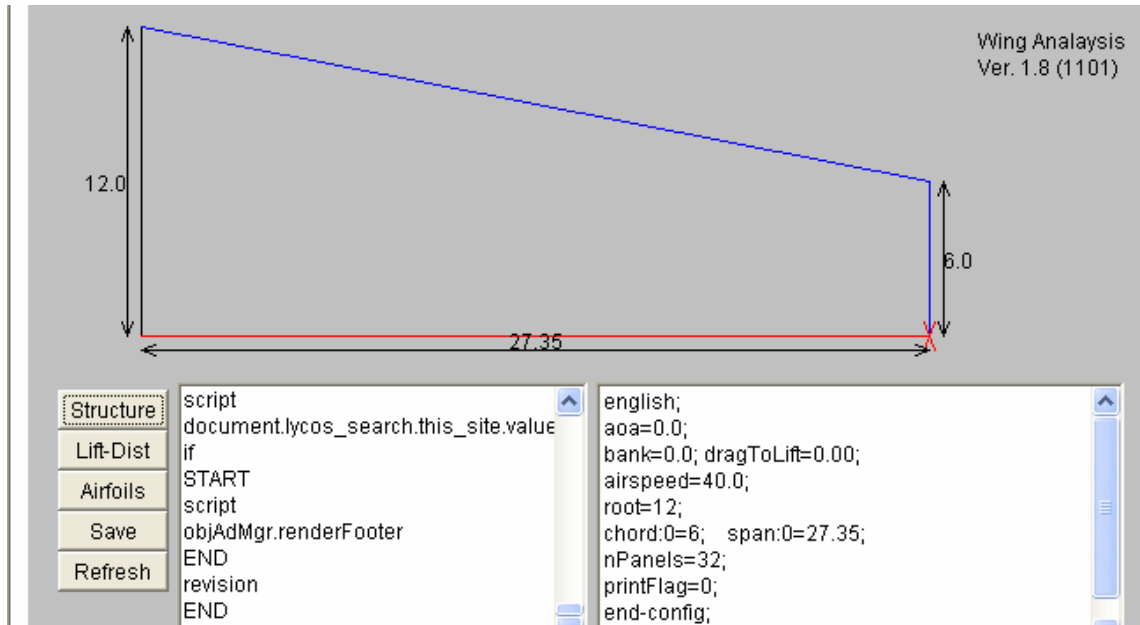 Wing Analaysis
Ver. 1.8 (1101)
12.0
6.0
27.35
Structure
Lift-Dist
Airfoils
Save
Refresh
script
document.lycos_search.this_site.value
if
START
script
objAdMgr.renderFooter
END
revision
END
english;
aoa=0.0;
bank=0.0; dragToLift=0.00;
airspeed=40.0;
root=12;
chord:0=6; span:0=27.35;
nPanels=32;
printFlag=0;
end-config;